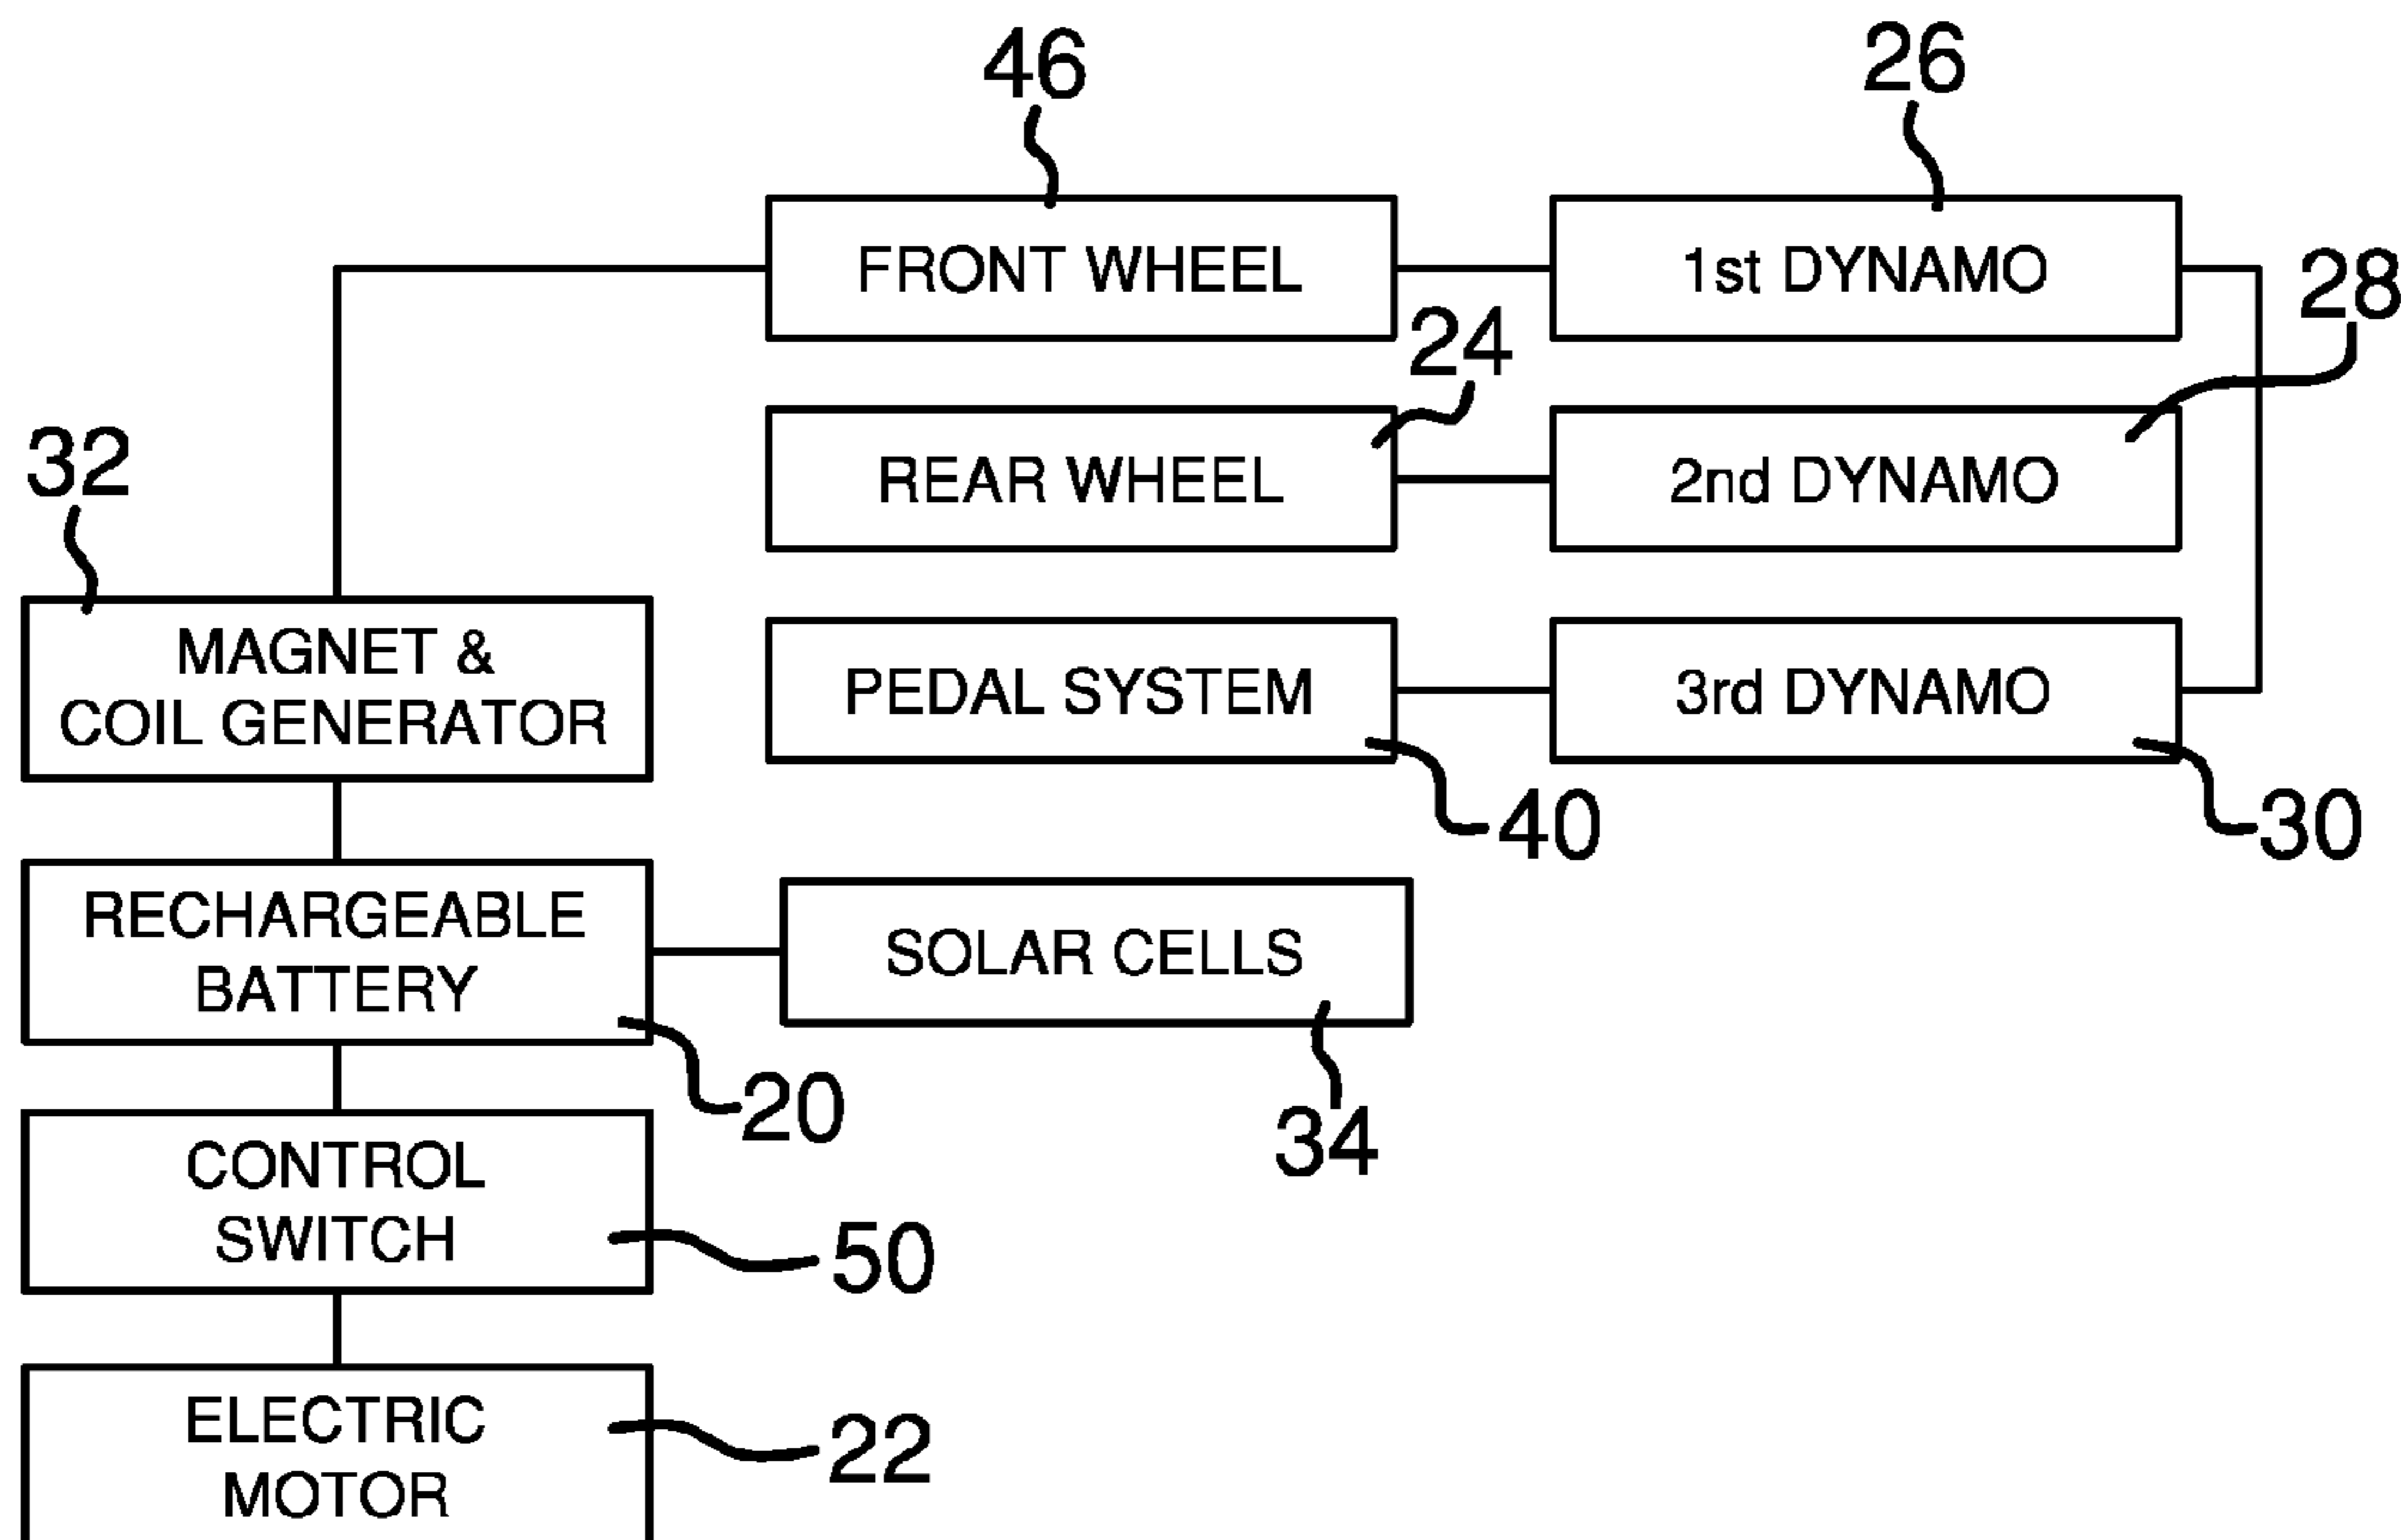 46
26
FRONT WHEEL
1st DYNAMO
28
24
32
REAR WHEEL
2nd DYNAMO
MAGNET &
COIL GENERATOR
PEDAL SYSTEM
3rd DYNAMO
40
30
RECHARGEABLE
BATTERY
SOLAR CELLS
20
34
CONTROL
SWITCH
50
ELECTRIC
MOTOR
22